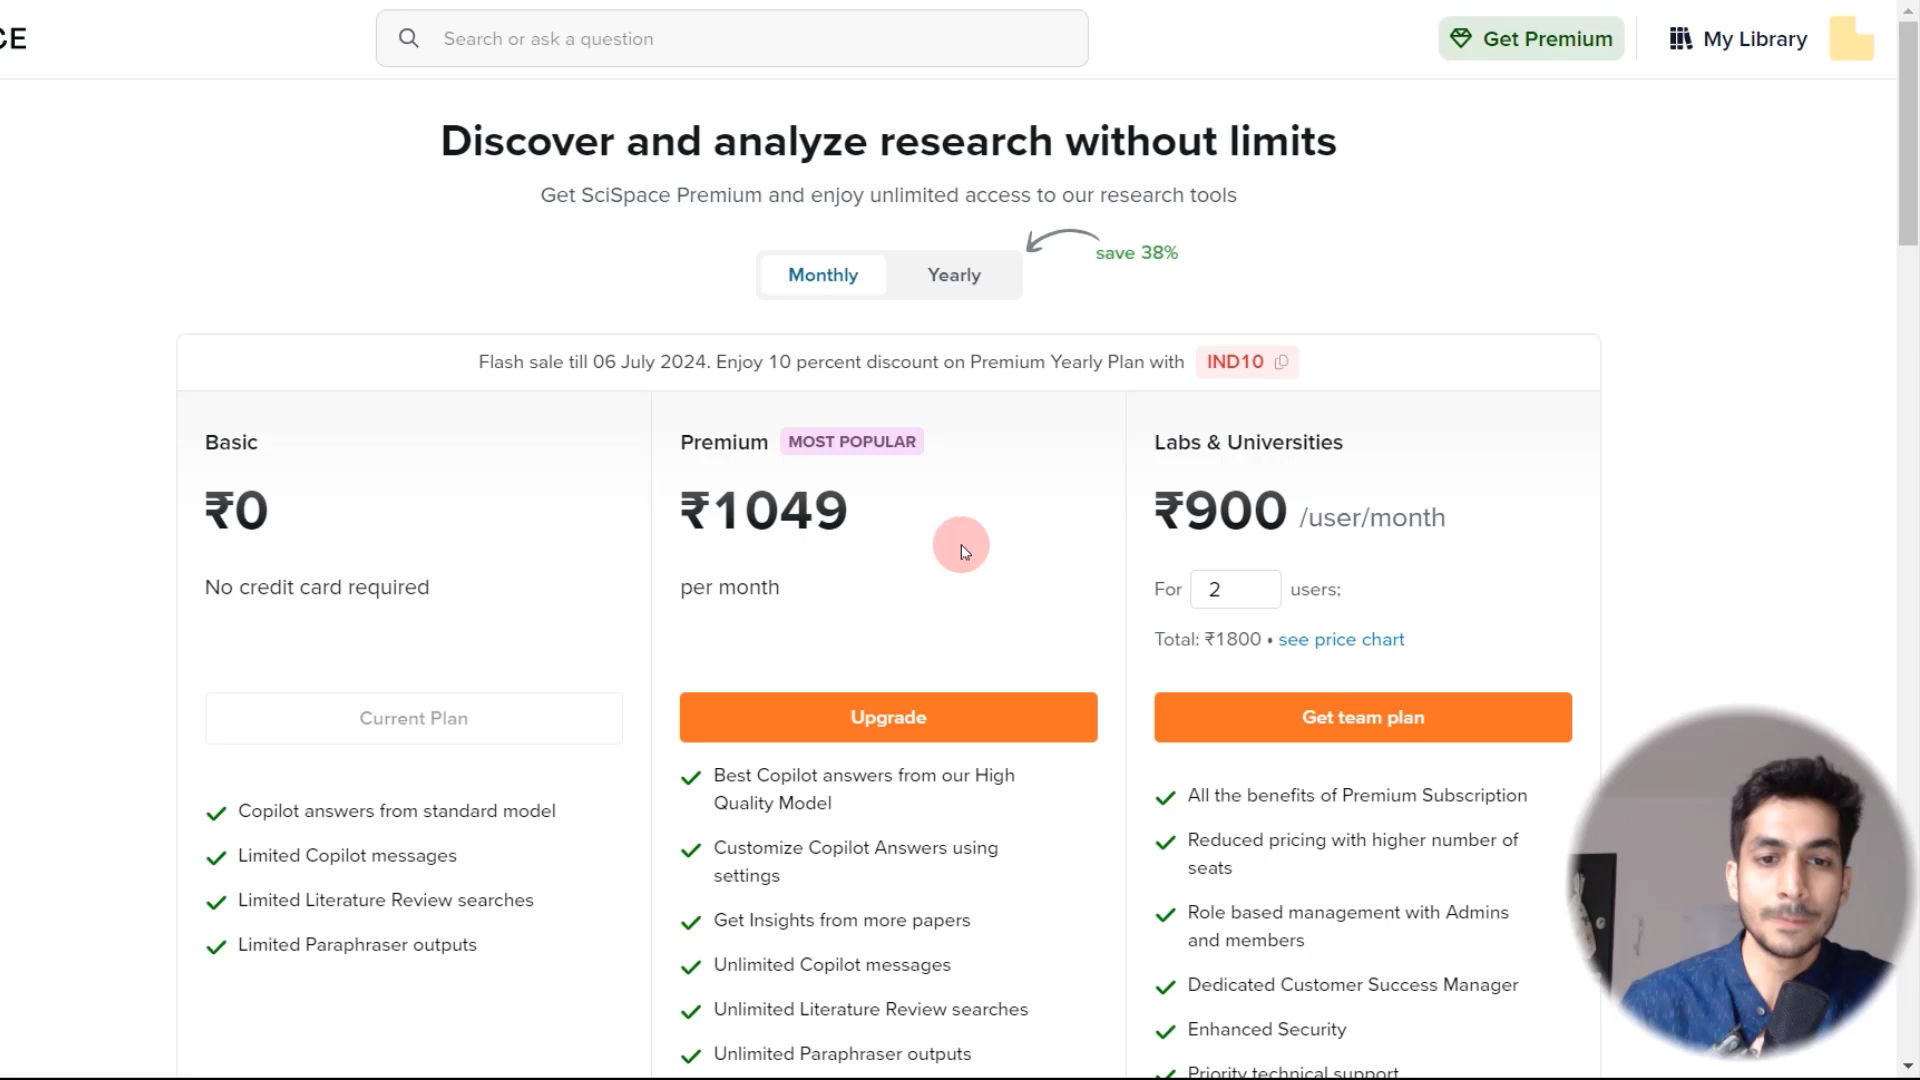 CE
Search or ask a question
Get Premium
My Library
Discover and analyze research without limits
Get SciSpace Premium and enjoy unlimited access to our research tools
save 38%
Monthly
Yearly
Flash sale till 06 July 2024. Enjoy 10 percent discount on Premium Yearly Plan with IND10
Basic
₹0
No credit card required
Current Plan
Copilot answers from standard model
Limited Copilot messages
Limited Literature Review searches
Limited Paraphraser outputs
Premium MOST POPULAR
₹1049
per month
Upgrade
Best Copilot answers from our High
Quality Model
Customize Copilot Answers using
settings
Get Insights from more papers
Unlimited Copilot messages
Unlimited Literature Review searches
Unlimited Paraphraser outputs
Labs & Universities
₹900 /user/month
For 2 users;
Total: ₹1800 • see price chart
Get team plan
All the benefits of Premium Subscription
Reduced pricing with higher number of
seats
Role based management with Admins
and members
Dedicated Customer Success Manager
Enhanced Security
Priority technical support